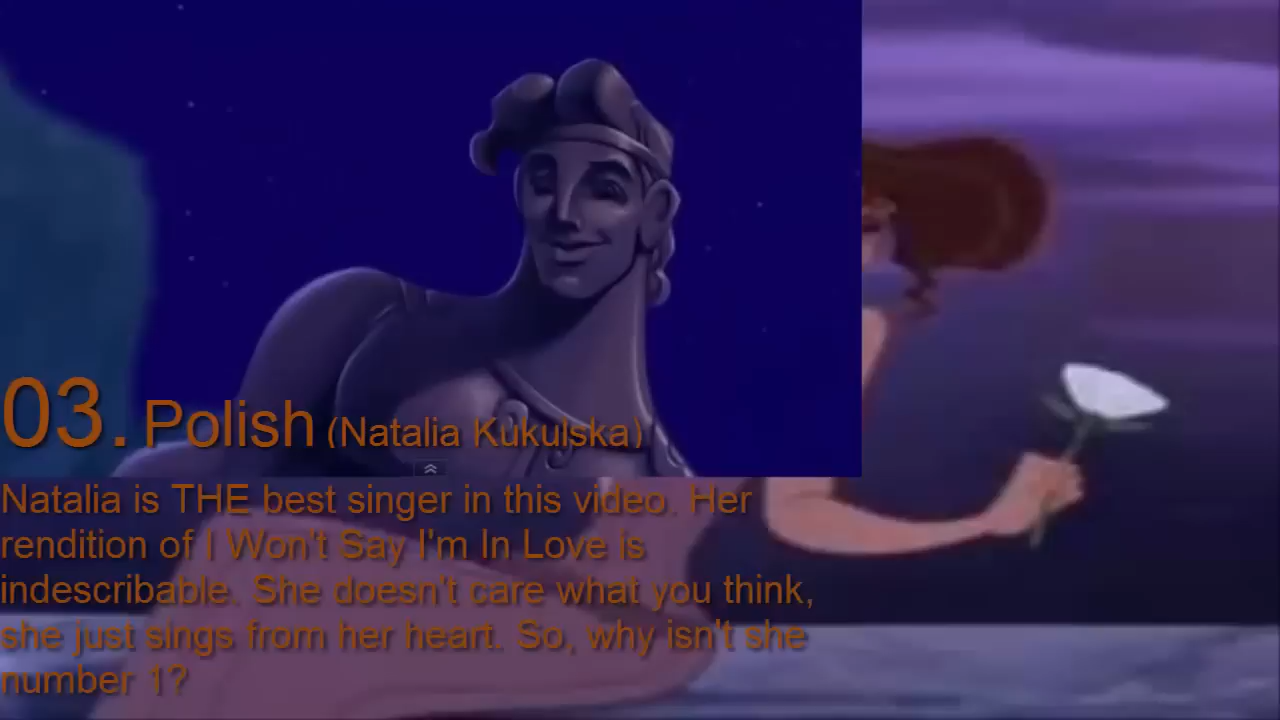 03. Polish (Natalia Kukulska)
Natalia is THE best singer in this video. Her
rendition of I Won't Say I'm In Love is
indescribable. She doesn't care what you think,
she just sings from her heart. So, why isn't she
number 1?